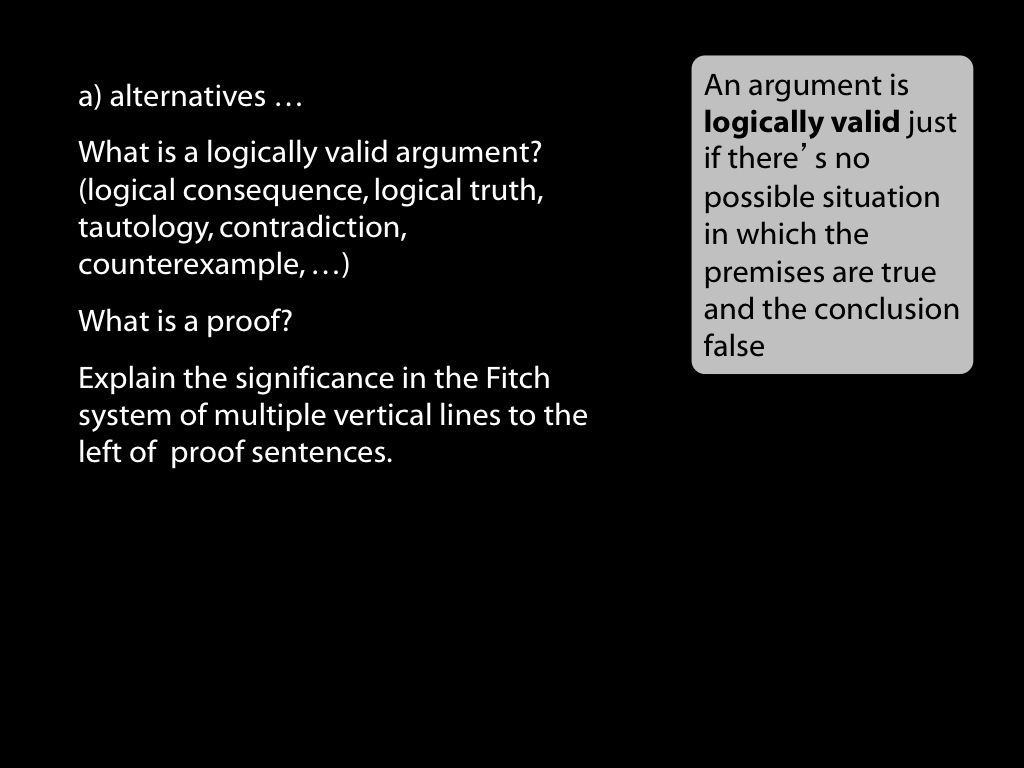 a) alternatives …
What is a logically valid argument?
(logical consequence, logical truth,
tautology, contradiction,
counterexample, …)
What is a proof?
Explain the significance in the Fitch
system of multiple vertical lines to the
left of  proof sentences.
An argument is
logically valid just
if there’s no
possible situation
in which the
premises are true
and the conclusion
false